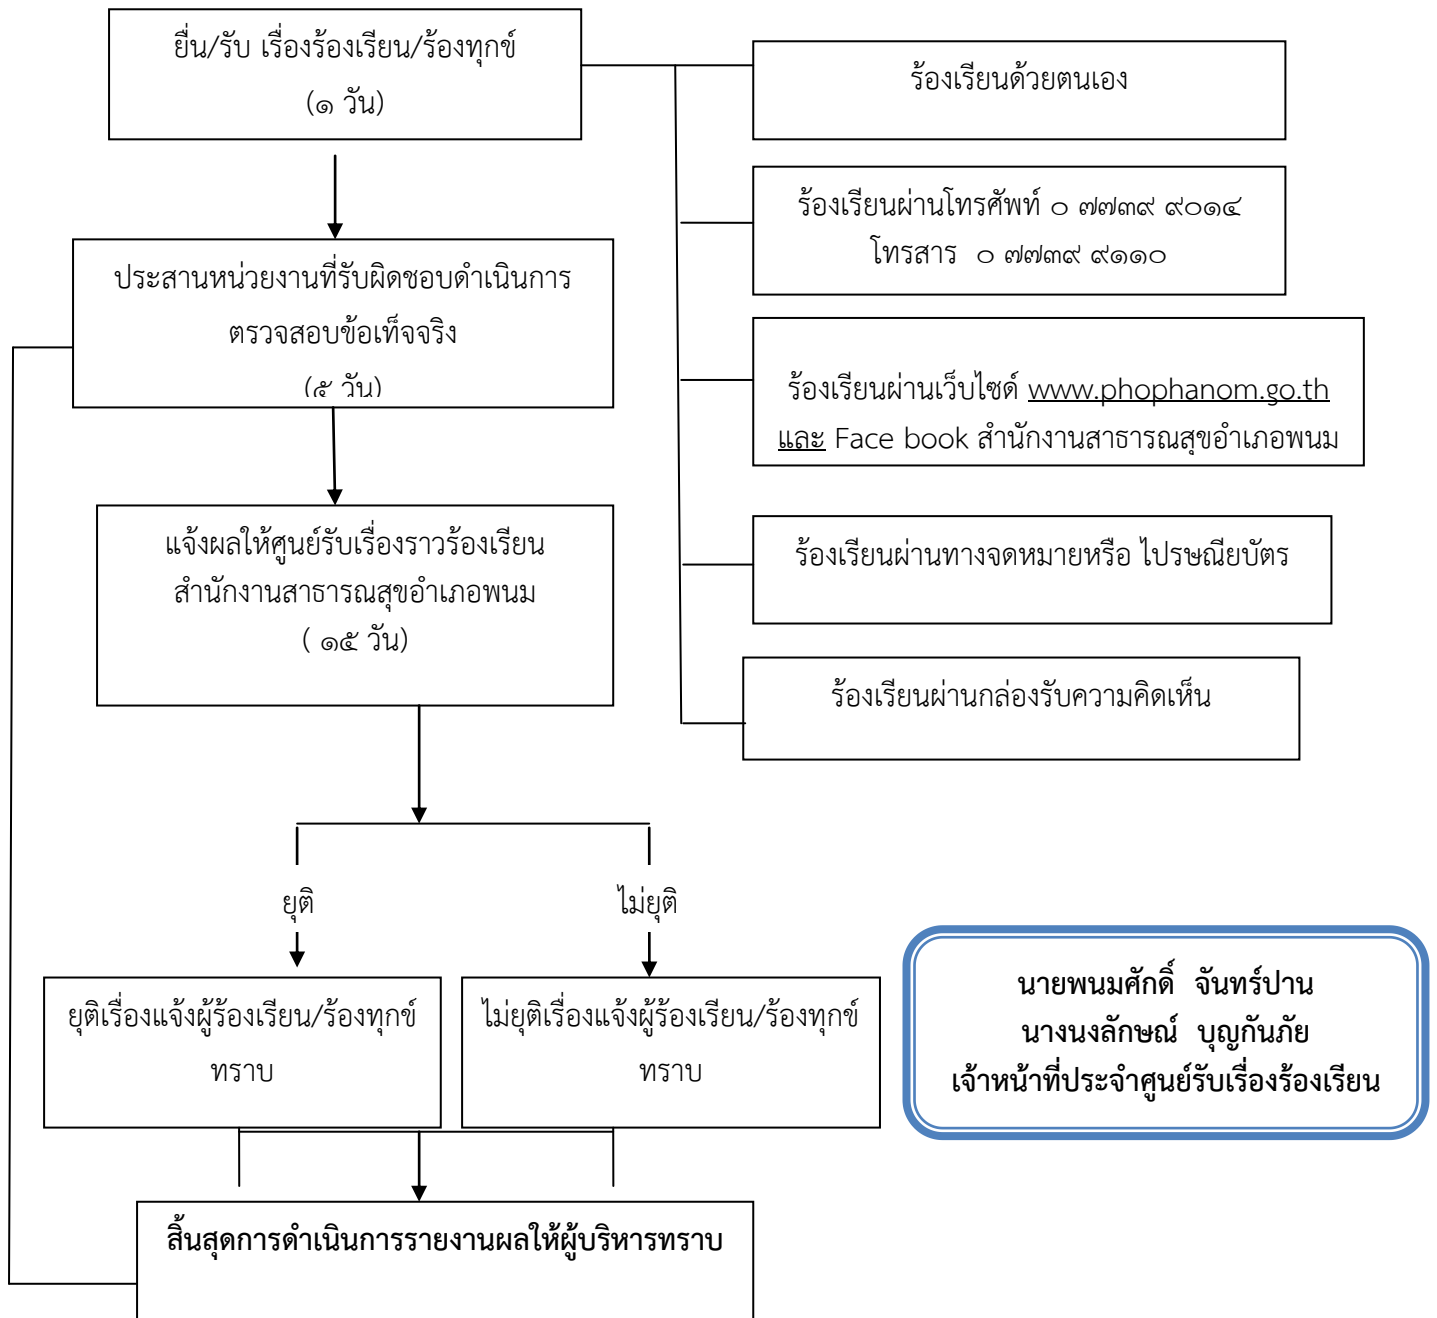 ยื่น/รับ เรื่องร้องเรียน/ร้องทุกข์
(๑ วัน)
ร้องเรียนด้วยตนเอง
ร้องเรียนผ่านโทรศัพท์ ๐ ๗๗๓๙ ๙๐๑๔
โทรสาร ๐ ๗๗๓๙ ๙๑๑๐
ประสานหน่วยงานที่รับผิดชอบดำเนินการ
ตรวจสอบข้อเท็จจริง
(๕ วัน)
ร้องเรียนผ่านเว็บไซด์ www.phophanom.go.th
และ Face book สำนักงานสาธารณสุขอำเภอพนม
แจ้งผลให้ศูนย์รับเรื่องราวร้องเรียน
สำนักงานสาธารณสุขอำเภอพนม
( ๑๕ วัน)
ร้องเรียนผ่านทางจดหมายหรือ ไปรษณียบัตร
ร้องเรียนผ่านกล่องรับความคิดเห็น
ยุติ
ไม่ยุติ
ยุติเรื่องแจ้งผู้ร้องเรียน/ร้องทุกข์
ทราบ
ไม่ยุติเรื่องแจ้งผู้ร้องเรียน/ร้องทุกข์
ทราบ
นายพนมศักดิ์ จันทร์ปาน
นางนงลักษณ์ บุญกันภัย
เจ้าหน้าที่ประจำศูนย์รับเรื่องร้องเรียน
สิ้นสุดการดำเนินการรายงานผลให้ผู้บริหารทราบ